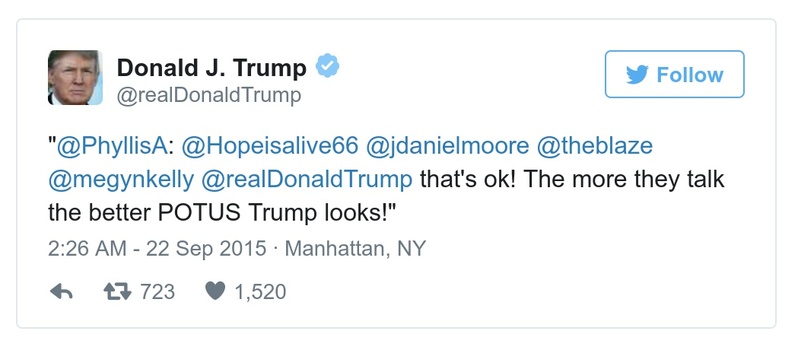 Donald J. Trump
@realDonaldTrump
Follow
"@PhyllisA: @Hopeisalive66 @jdanielmoore @theblaze
@megynkelly @realDonaldTrump that's ok! The more they talk
the better POTUS Trump looks!"
2:26 AM - 22 Sep 2015 · Manhattan, NY
723 1,520